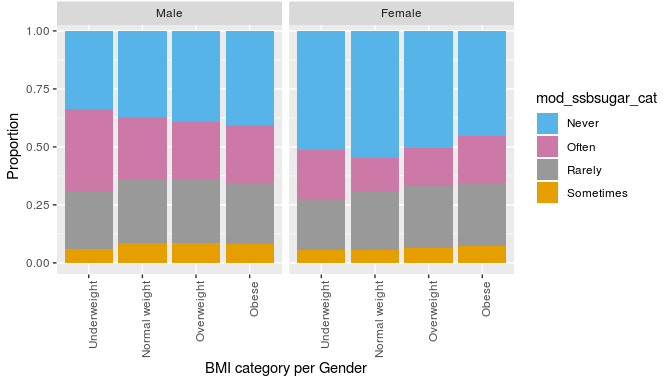 Male Female
1.00
0.75
0.50
0.25
0.00
Proportion
Underweight
Normal weight
Overweight
Obese
Underweight
Normal weight
Overweight
Obese
BMI category per Gender
mod_ssbsugar_cat
Never
Often
Rarely
Sometimes